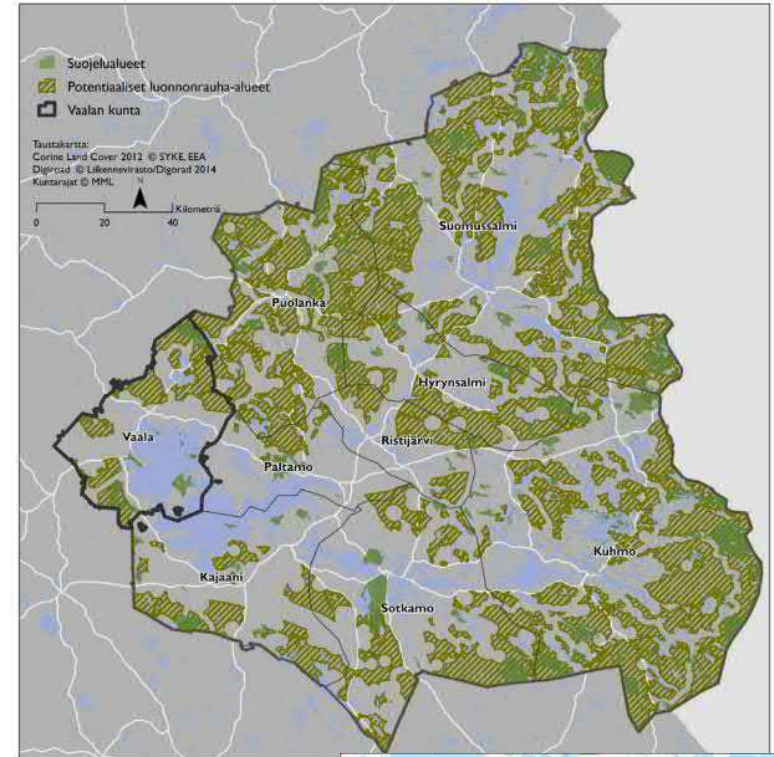 Suojelualueet
Potentiaaliset luonnonrauha-alueet
Vaalan kunta
Taustakartta:
Corine Land Cover 2012 © SYKE, EEA
Digiroad © Liikennevirasto/Digorad 2014
Kuntarajat © MML
N
Kilometriä
0 20 40
Suomussalmi
Puolanka
Hyrynsalmi
Vaala
Ristijärvi
Paltamo
Kuhmo
Kajaani
Sotkamo